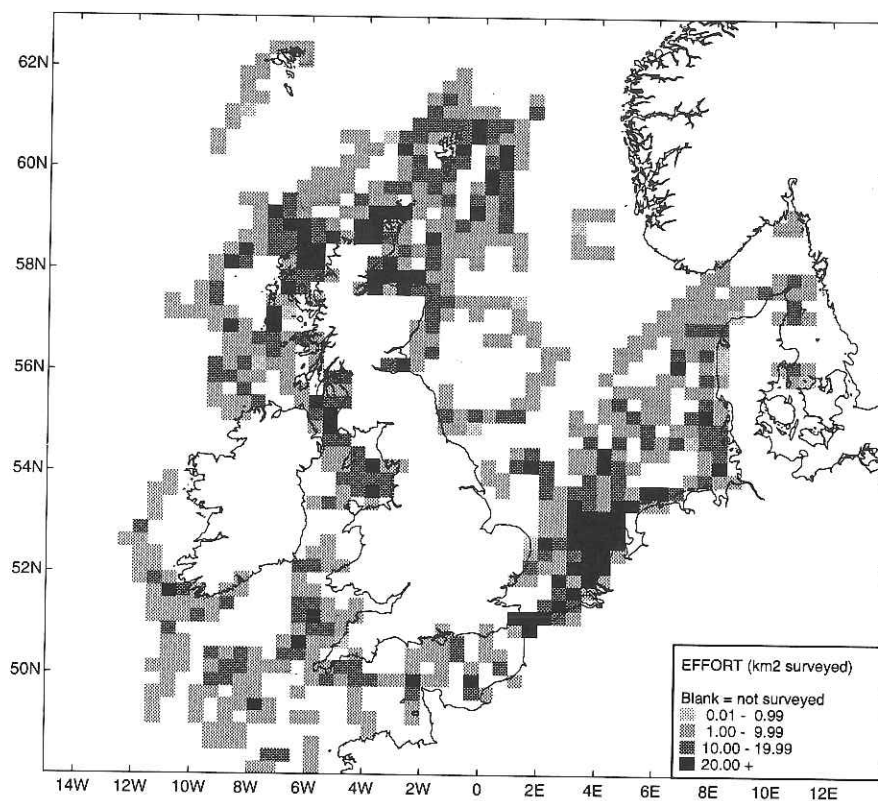 62N
60N
58N
56N
54N
52N
50N
14W 12W 10W 8W 6W 4W 2W 0 2E 4E 6E 8E 10E 12E
EFFORT (km2 surveyed)
Blank = not surveyed
0.01 - 0.99
1.00 - 9.99
10.00 - 19.99
20.00 +